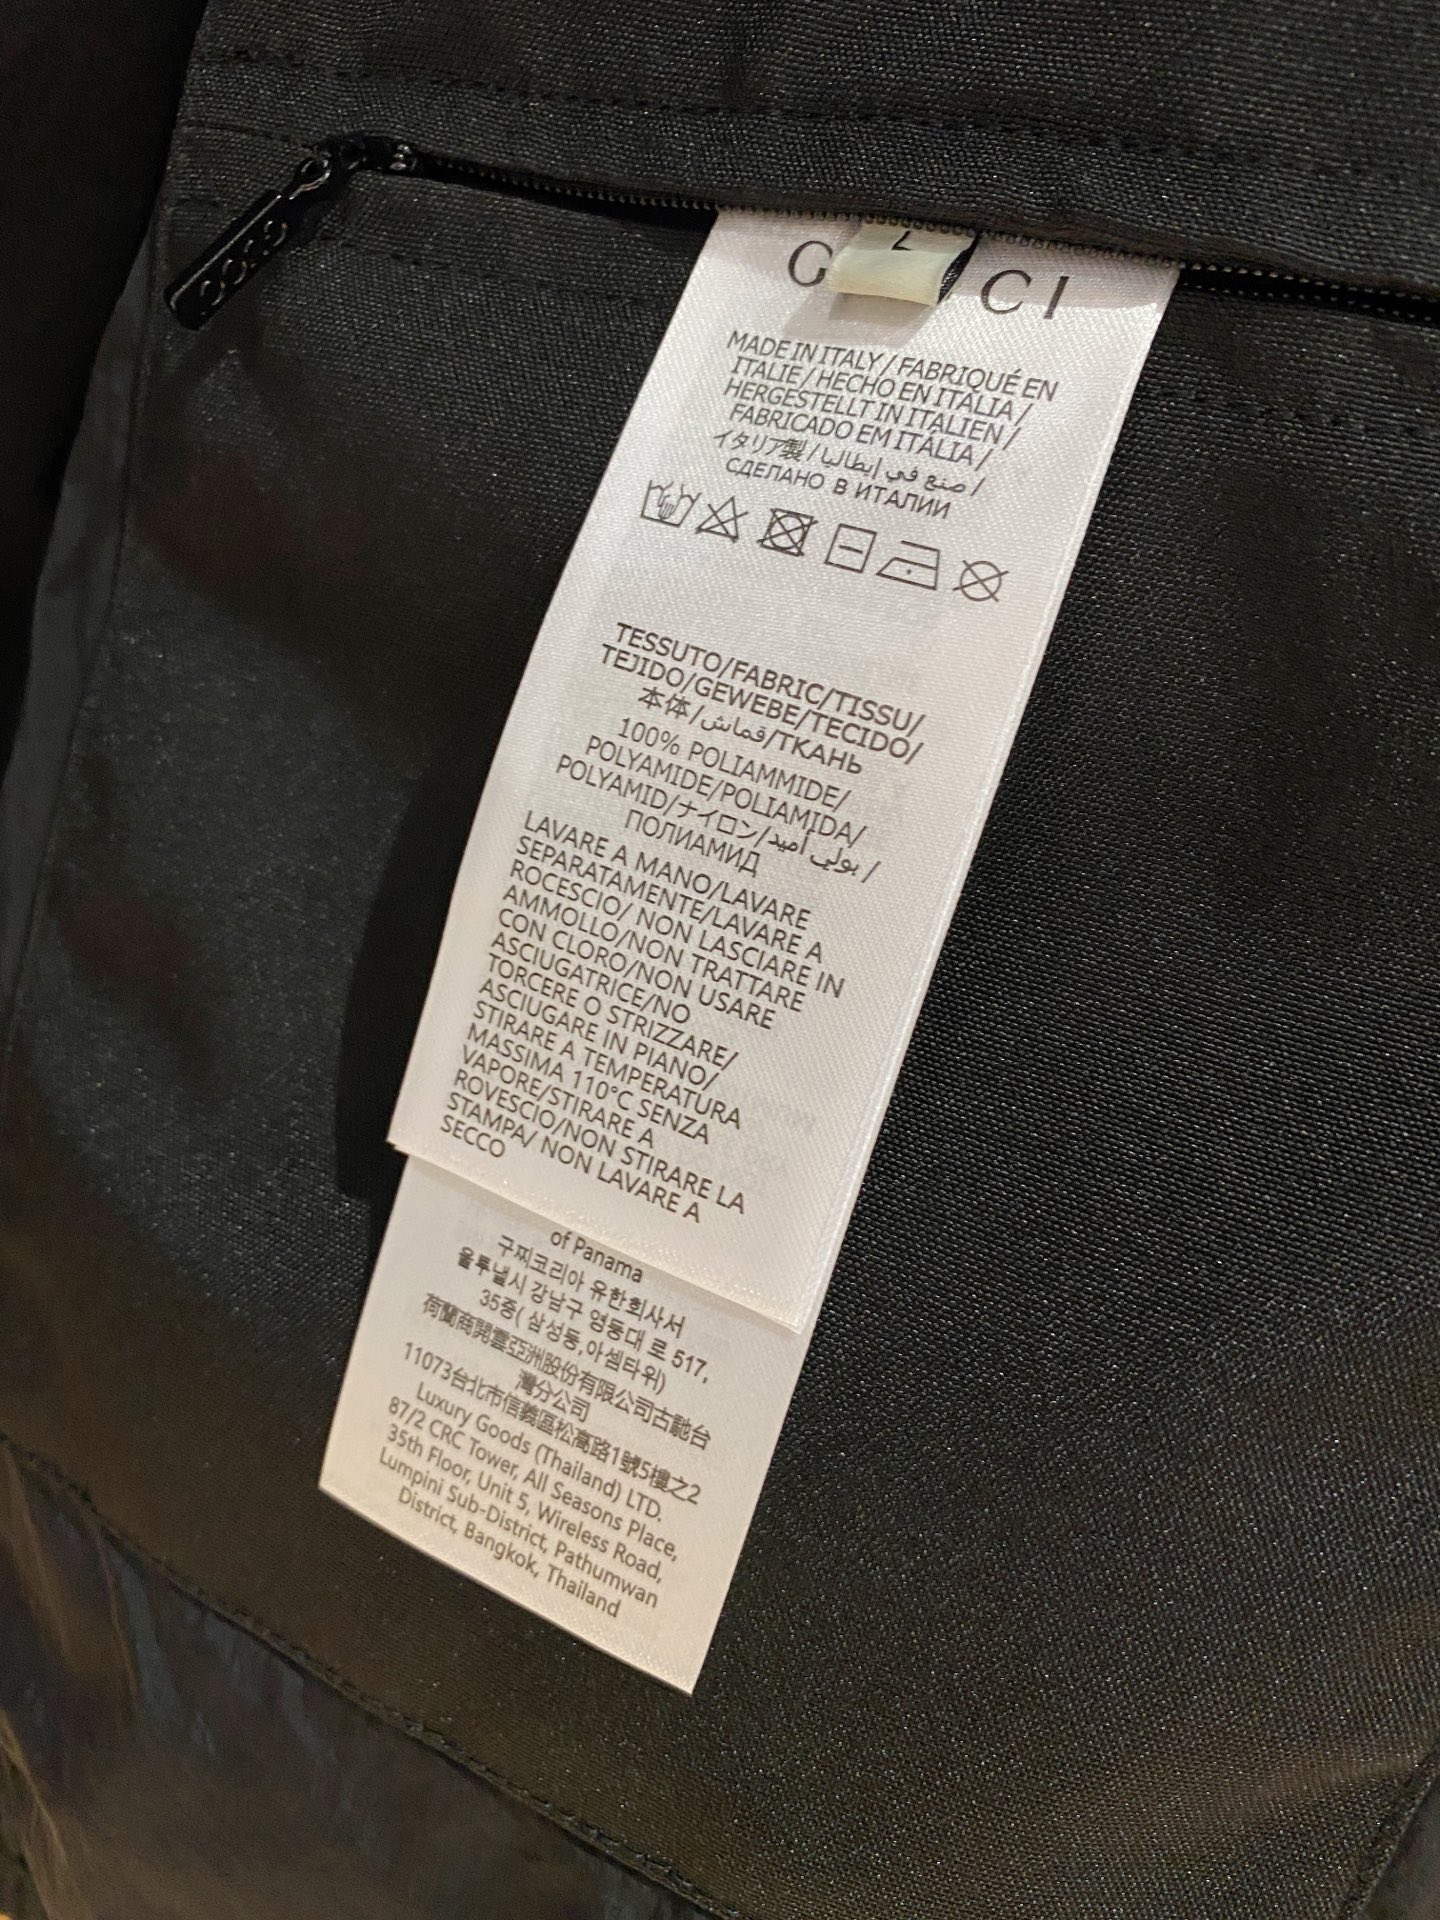 GUCCI
L
GUCCI
MADE IN ITALY / FABRIQUÉ EN
ITALIE / HECHO EN ITALIA /
HERGESTELLT IN ITALIEN /
FABRICADO EM ITÁLIA /
イタリア製 / صنع في إيطاليا /
СДЕЛАНО В ИТАЛИИ
TESSUTO/FABRIC/TISSU/
TEJIDO/GEWEBE/TECIDO/
本体/قماش/ТКАНЬ
100% POLIAMMIDE/
POLYAMIDE/POLIAMIDA/
POLYAMID/ナイロン/بولي أميد /
ПОЛИАМИД
LAVARE A MANO/LAVARE
SEPARATAMENTE/LAVARE A
ROCESCIO/ NON LASCIARE IN
AMMOLLO/NON TRATTARE
CON CLORO/NON USARE
ASCIUGATRICE/NO
TORCERE O STRIZZARE/
ASCIUGARE IN PIANO/
STIRARE A TEMPERATURA
MASSIMA 110°C SENZA
VAPORE/STIRARE A
ROVESCIO/NON STIRARE LA
STAMPA/ NON LAVARE A
SECCO
of Panama
구찌코리아 유한회사서
울투낼시 강남구 영동대 로 517,
35중( 삼성동,아셈타위)
荷蘭商開雲亞洲股份有限公司古馳台
灣分公司
11073台北市信義區松高路1號5樓之2
Luxury Goods (Thailand) LTD.
87/2 CRC Tower, All Seasons Place,
35th Floor, Unit 5, Wireless Road,
Lumpini Sub-District, Pathumwan
District, Bangkok, Thailand